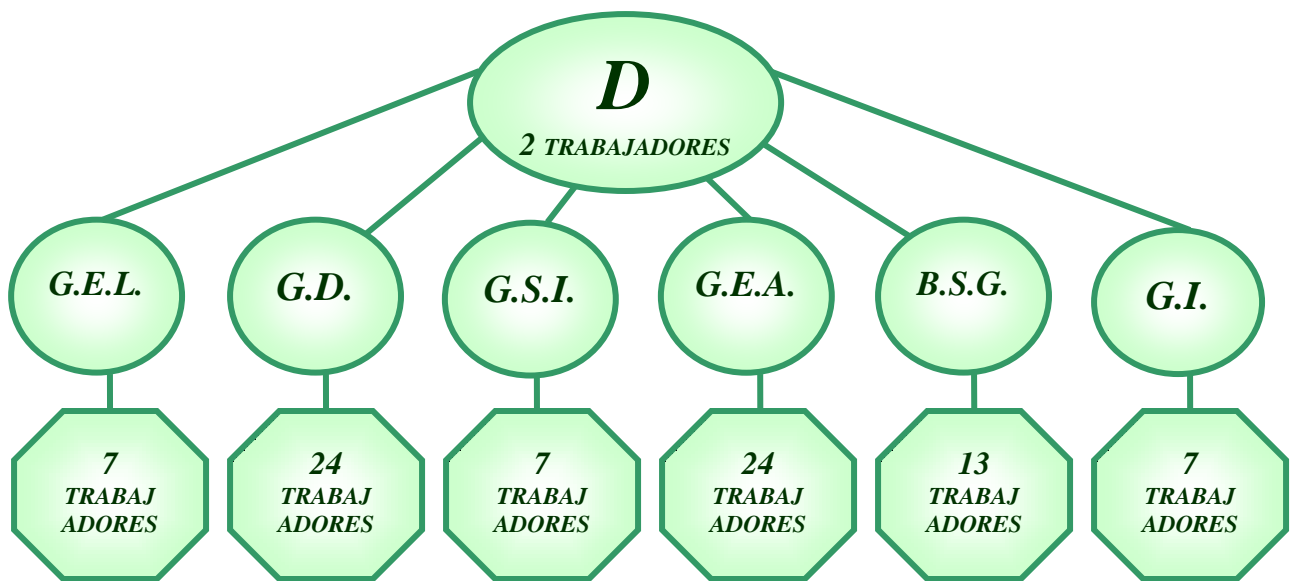 D
2 TRABAJADORES
G.E.L.
G.D.
G.S.I.
G.E.A.
B.S.G.
G.I.
7
TRABAJ
ADORES
24
TRABAJ
ADORES
7
TRABAJ
ADORES
24
TRABAJ
ADORES
13
TRABAJ
ADORES
7
TRABAJ
ADORES